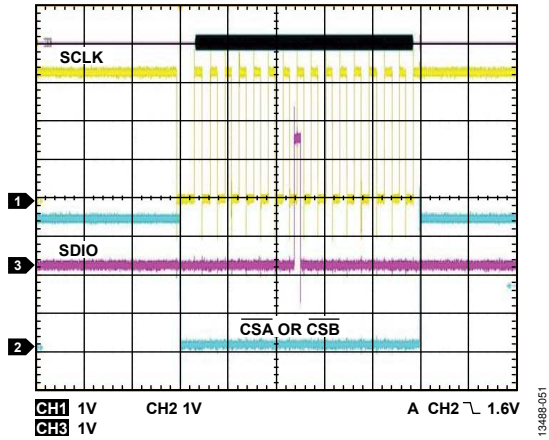 SCLK
1
SDIO
3
CSA OR CSB
2
CH1 1V CH2 1V A CH2 1.6V
CH3 1V
13488-051